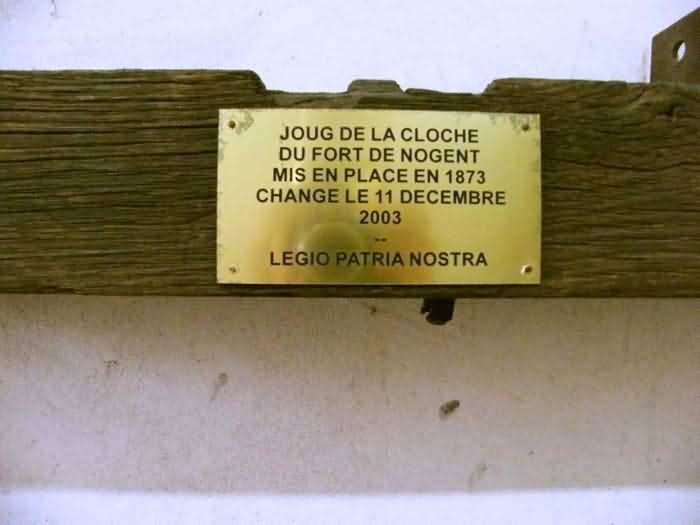 JOUG DE LA CLOCHE
DU FORT DE NOGENT
MIS EN PLACE EN 1873
CHANGE LE 11 DECEMBRE
2003
--
LEGIO PATRIA NOSTRA